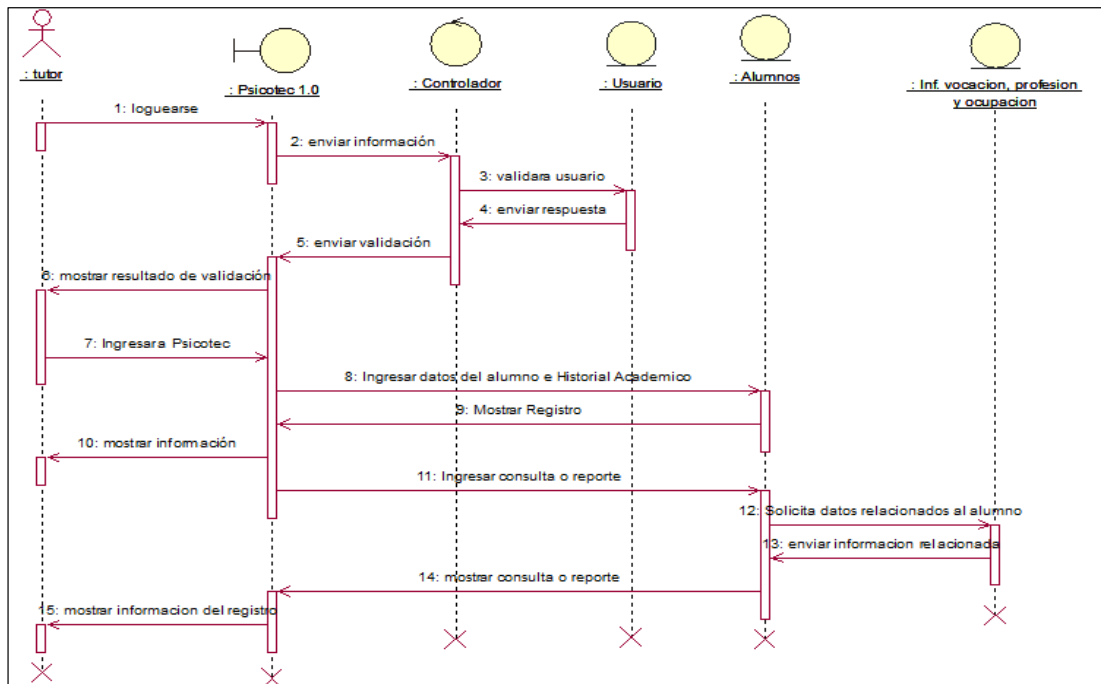 : tutor
: Psicotec 1.0
: Controlador
: Usuario
: Alumnos
: Inf. vocacion, profesion
y ocupacion
1: loguearse
2: enviar información
3: validara usuario
4: enviar respuesta
5: enviar validación
6: mostrar resultado de validación
7: Ingresara Psicotec
8: Ingresar datos del alumno e Historial Academico
9: Mostrar Registro
10: mostrar información
11: Ingresar consulta o reporte
12: Solicita datos relacionados al alumno
13: enviar informacion relacionada
14: mostrar consulta o reporte
15: mostrar informacion del registro